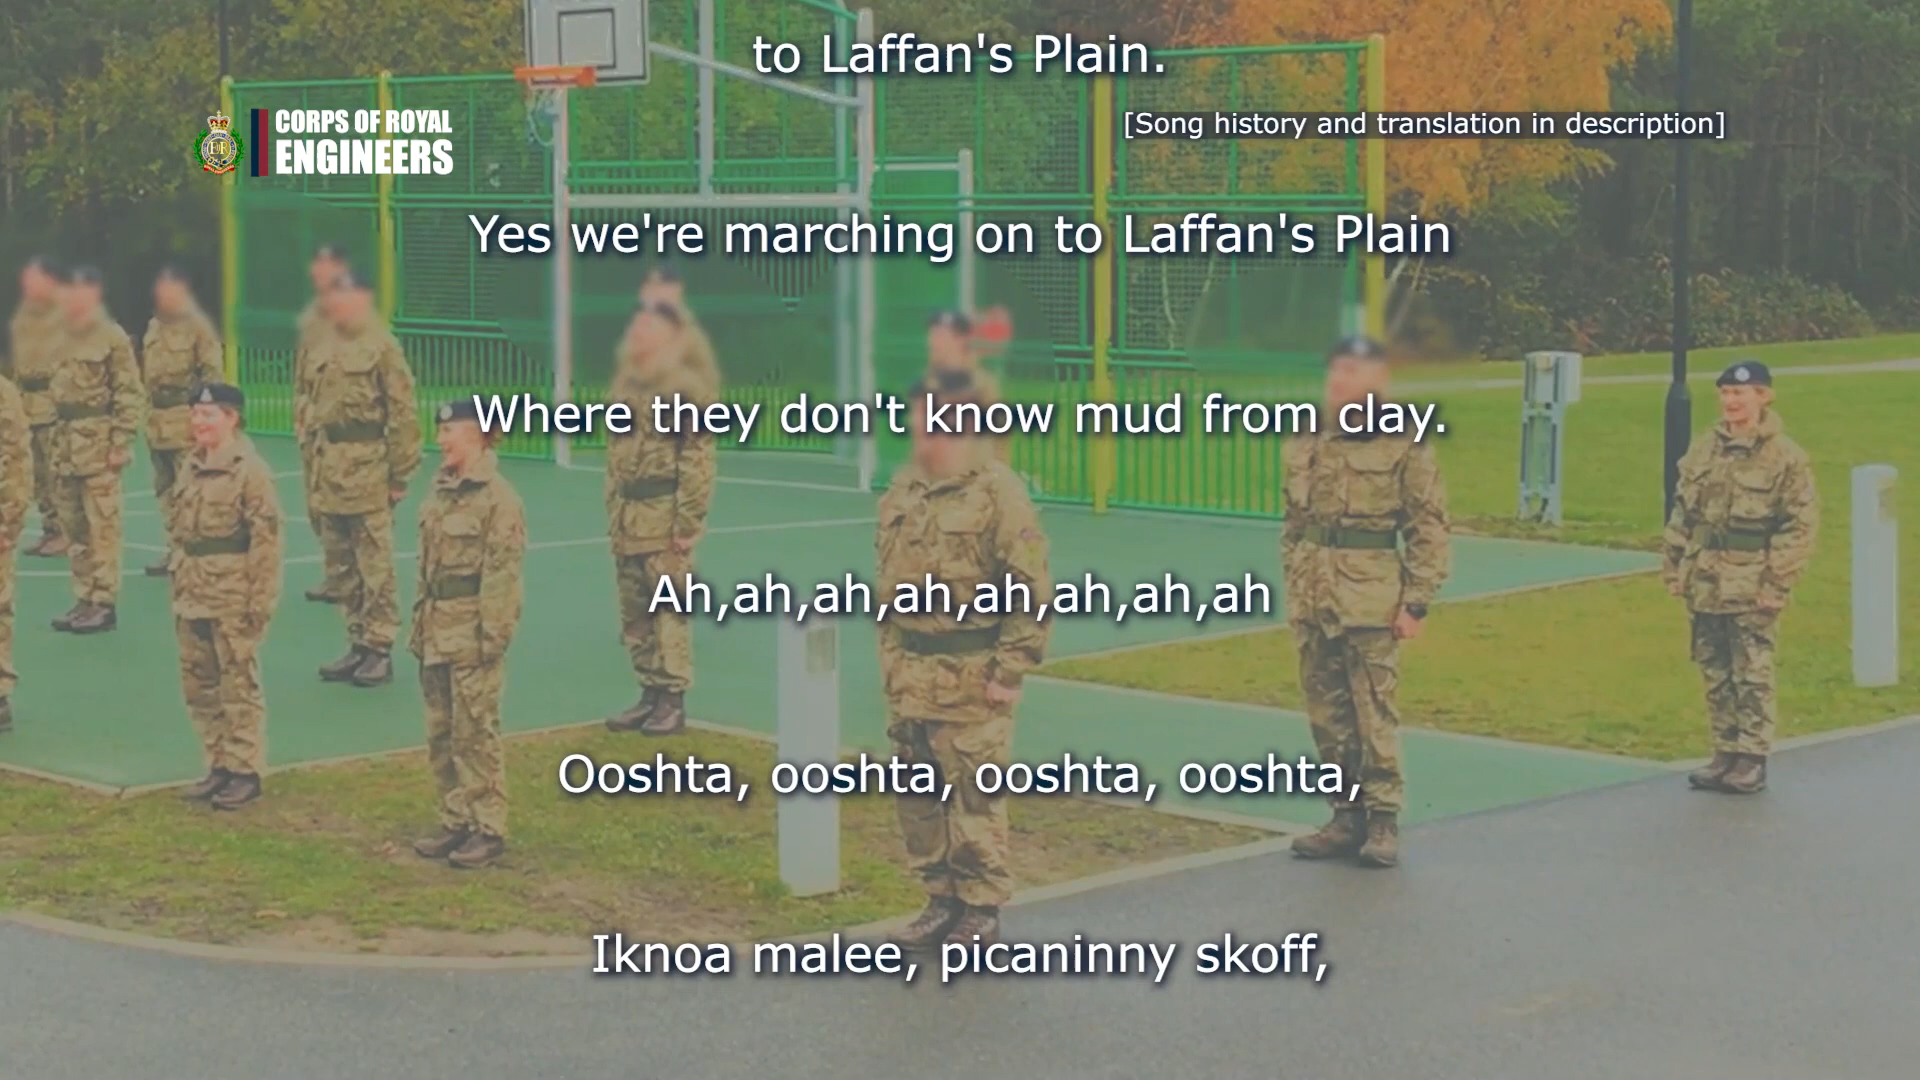 to Laffan's Plain.
CORPS OF ROYAL
ENGINEERS
[Song history and translation in description]
Yes we're marching on to Laffan's Plain
Where they don't know mud from clay.
Ah,ah,ah,ah,ah,ah,ah,ah
Ooshta, ooshta, ooshta, ooshta,
Iknoa malee, picaninny skoff,